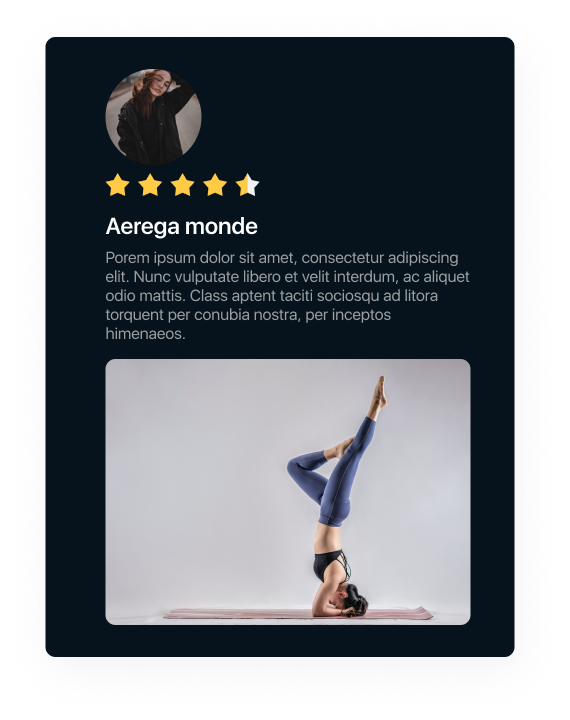 Aerega monde
Porem ipsum dolor sit amet, consectetur adipiscing
elit. Nunc vulputate libero et velit interdum, ac aliquet
odio mattis. Class aptent taciti sociosqu ad litora
torquent per conubia nostra, per inceptos
himenaeos.